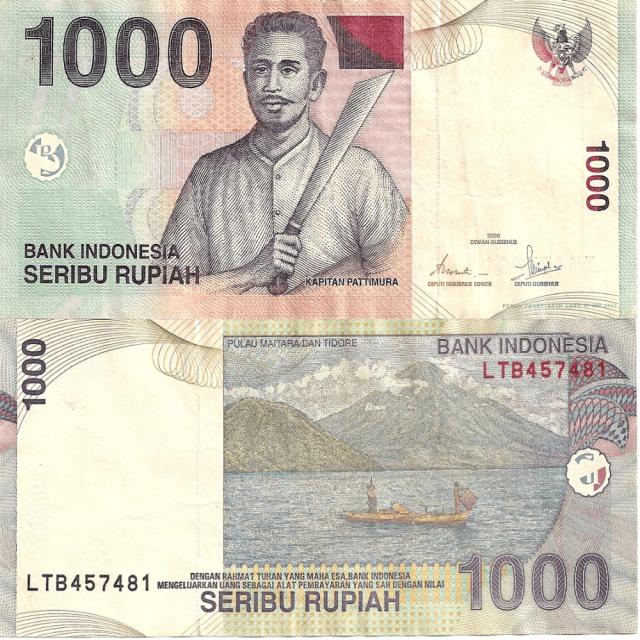 1000
1000
BANK INDONESIA
SERIBU RUPIAH
KAPITAN PATTIMURA
2000
DEWAN GUBERNUR
DEPUTI GUBERNUR SENIOR
DEPUTI GUBERNUR
1000
PULAU MAITARA DAN TIDORE
BANK INDONESIA
LTB457481
LTB457481
DENGAN RAHMAT TUHAN YANG MAHA ESA, BANK INDONESIA
MENGELUARKAN UANG SEBAGAI ALAT PEMBAYARAN YANG SAH DENGAN NILAI
SERIBU RUPIAH
1000